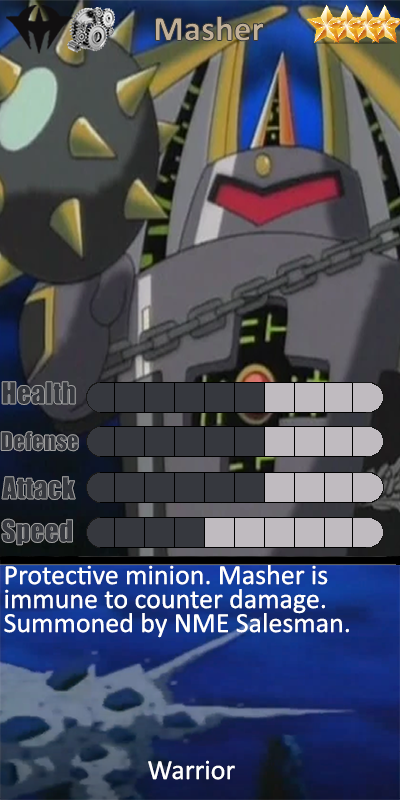 Masher
Health
Defense
Attack
Speed
Protective minion. Masher is
immune to counter damage.
Summoned by NME Salesman.
Warrior